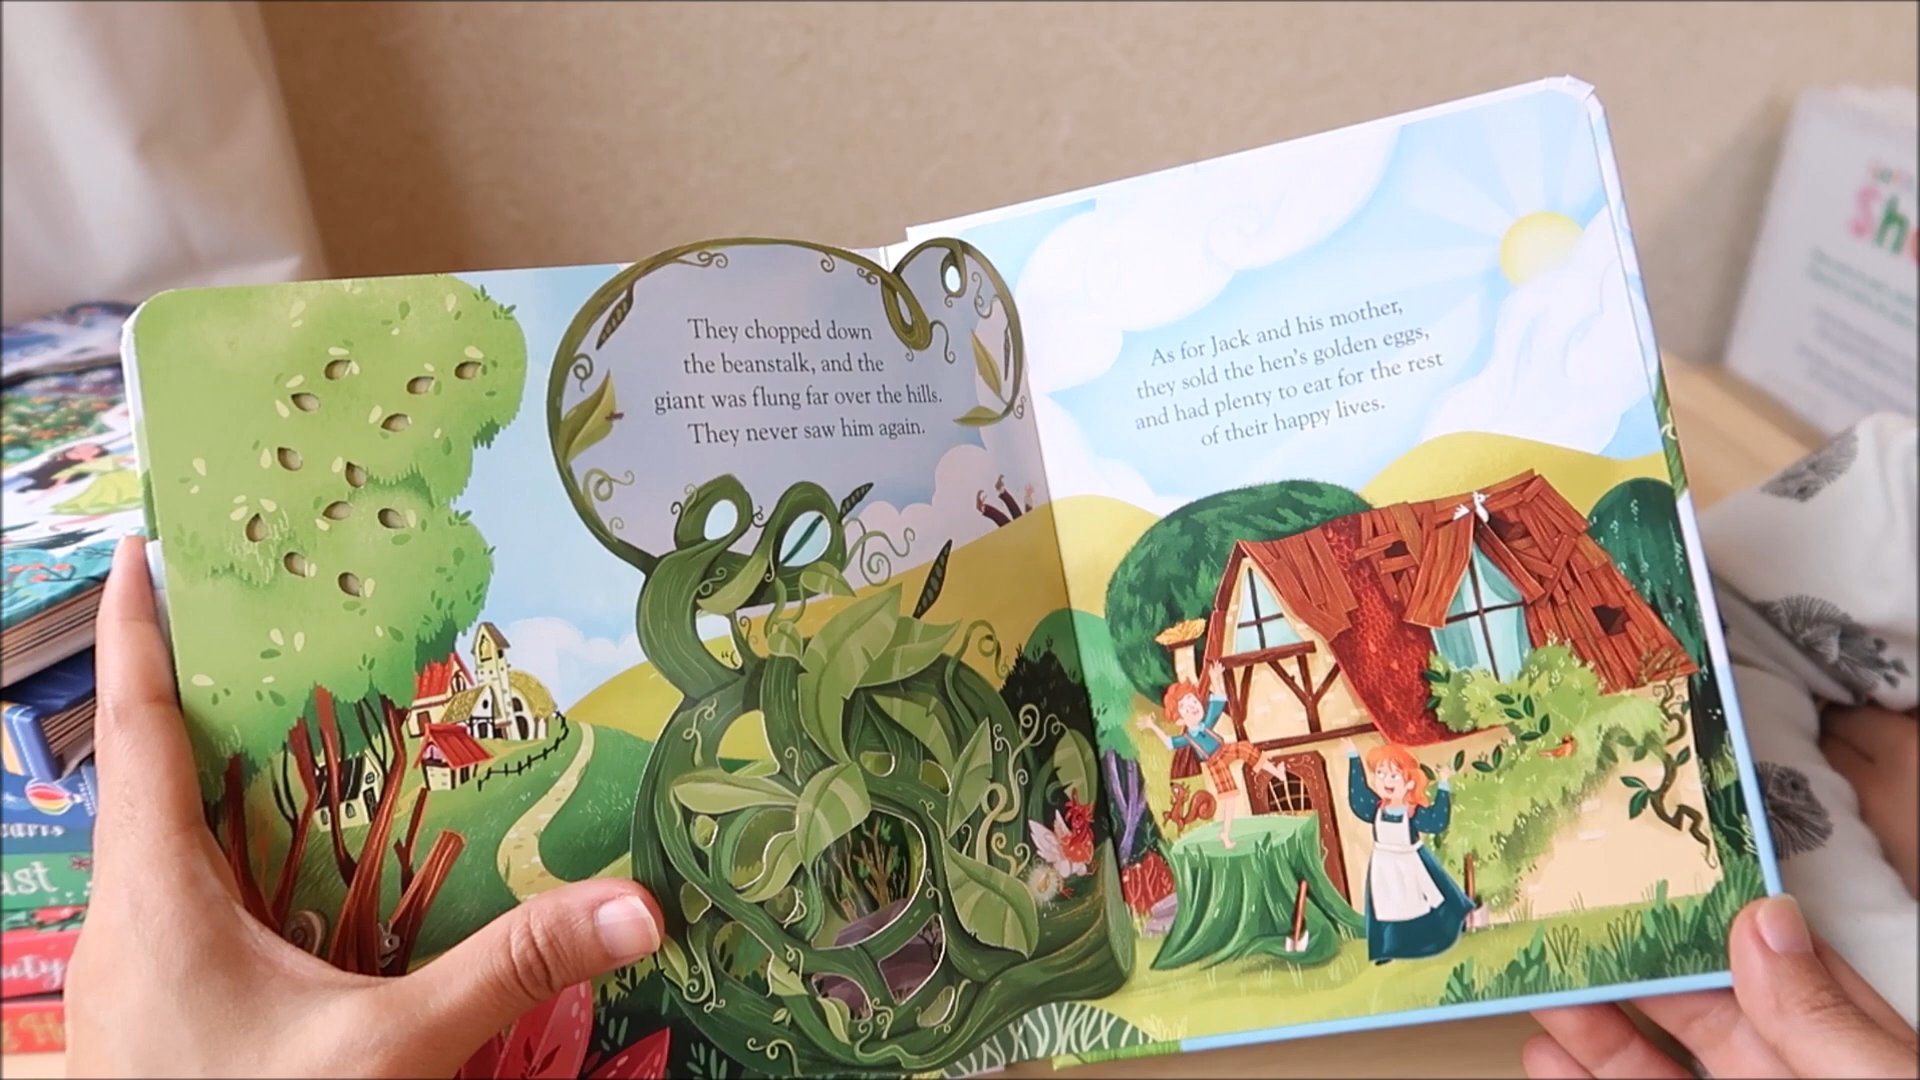 They chopped down
the beanstalk, and the
giant was flung far over the hills.
They never saw him again.
As for Jack and his mother,
they sold the hen's golden eggs,
and had plenty to eat for the rest
of their happy lives.